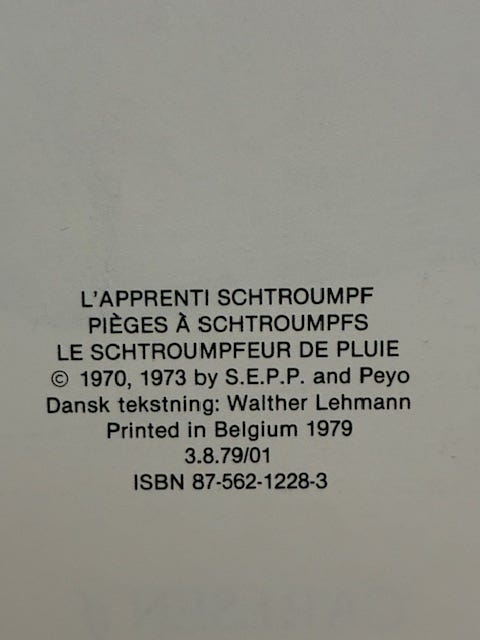 L'APPRENTI SCHTROUMPF
PIÈGES À SCHTROUMPFS
LE SCHTROUMPFEUR DE PLUIE
© 1970, 1973 by S.E.P.P. and Peyo
Dansk tekstning: Walther Lehmann
Printed in Belgium 1979
3.8.79/01
ISBN 87-562-1228-3